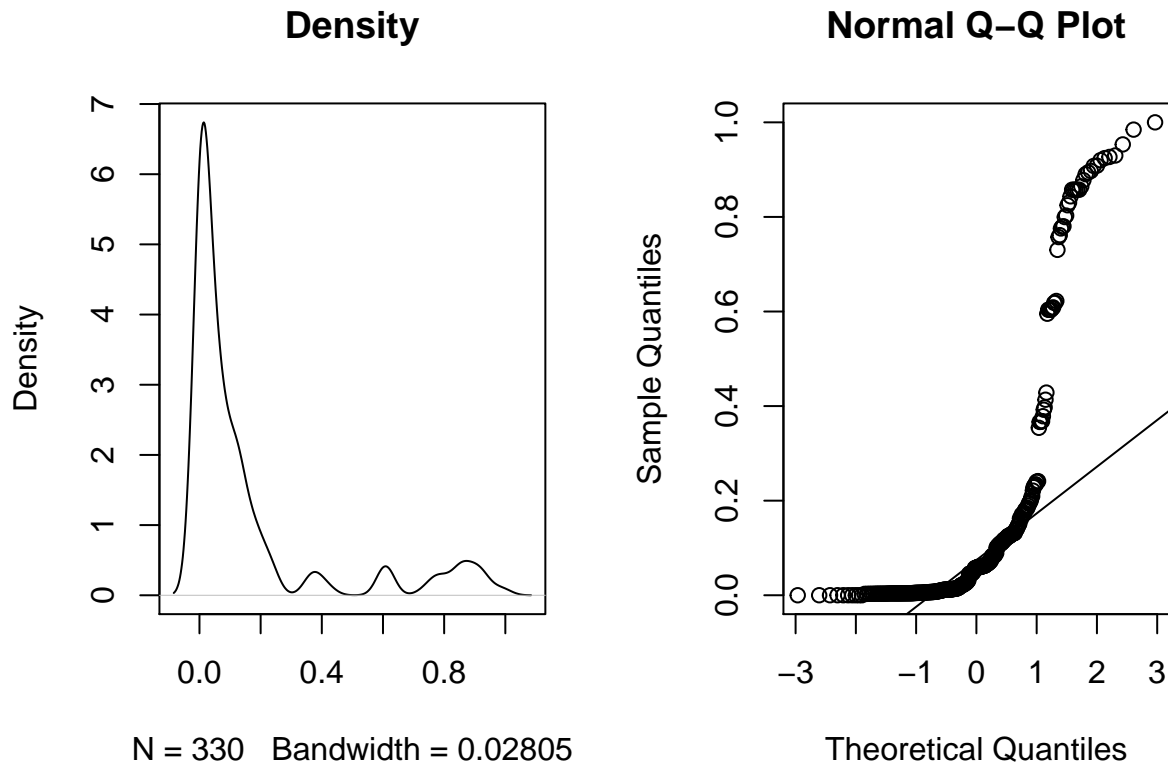 Density
7
6
5
4
3
2
1
0
Density
0.0 0.4 0.8
N = 330 Bandwidth = 0.02805
Normal Q−Q Plot
1.0
0.8
0.6
0.4
0.2
0.0
Sample Quantiles
−3 −1 0 1 2 3
Theoretical Quantiles